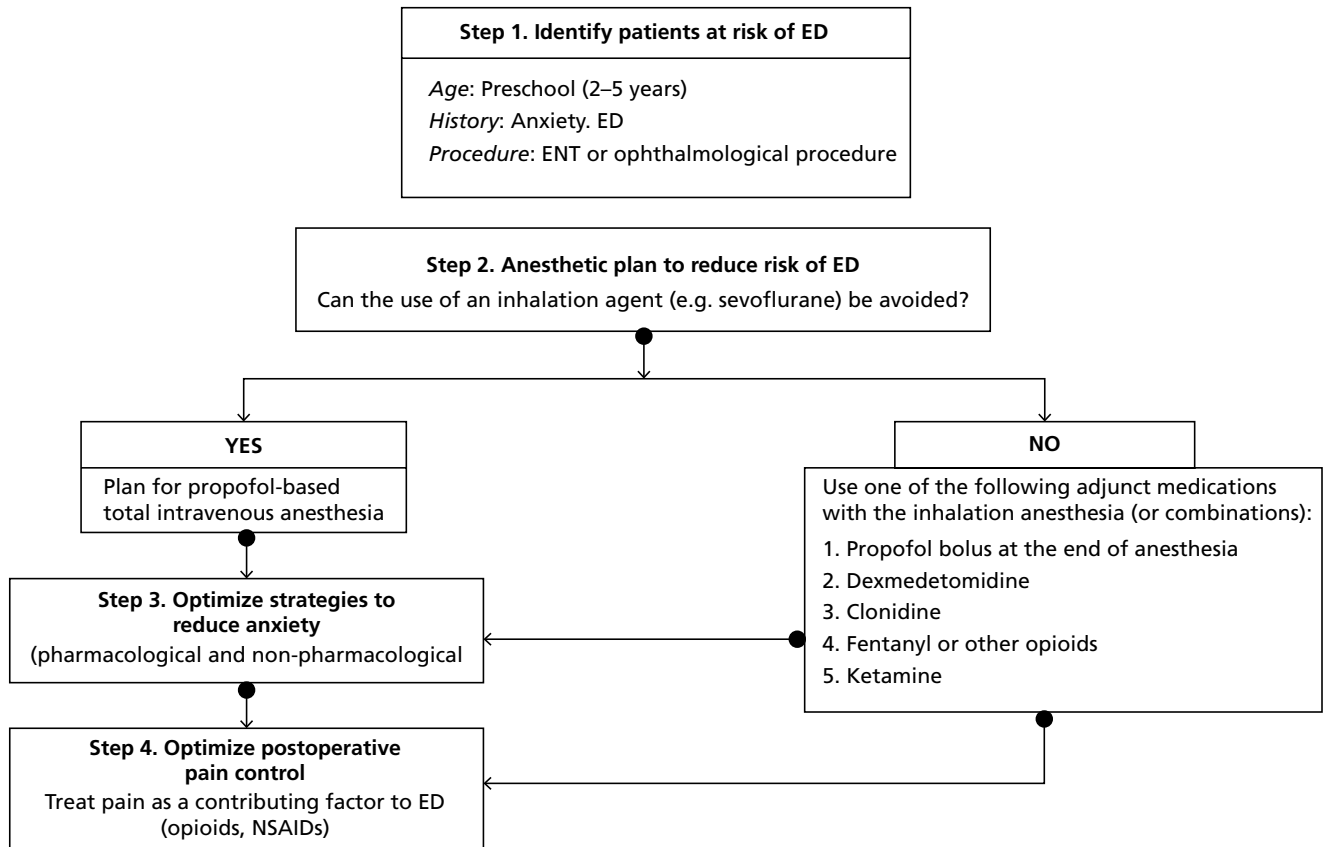 Step 1. Identify patients at risk of ED
Age: Preschool (2–5 years)
History: Anxiety. ED
Procedure: ENT or ophthalmological procedure
Step 2. Anesthetic plan to reduce risk of ED
Can the use of an inhalation agent (e.g. sevoflurane) be avoided?
YES
Plan for propofol-based
total intravenous anesthesia
NO
Use one of the following adjunct medications
with the inhalation anesthesia (or combinations):
1. Propofol bolus at the end of anesthesia
2. Dexmedetomidine
3. Clonidine
4. Fentanyl or other opioids
5. Ketamine
Step 3. Optimize strategies to
reduce anxiety
(pharmacological and non-pharmacological
Step 4. Optimize postoperative
pain control
Treat pain as a contributing factor to ED
(opioids, NSAIDs)